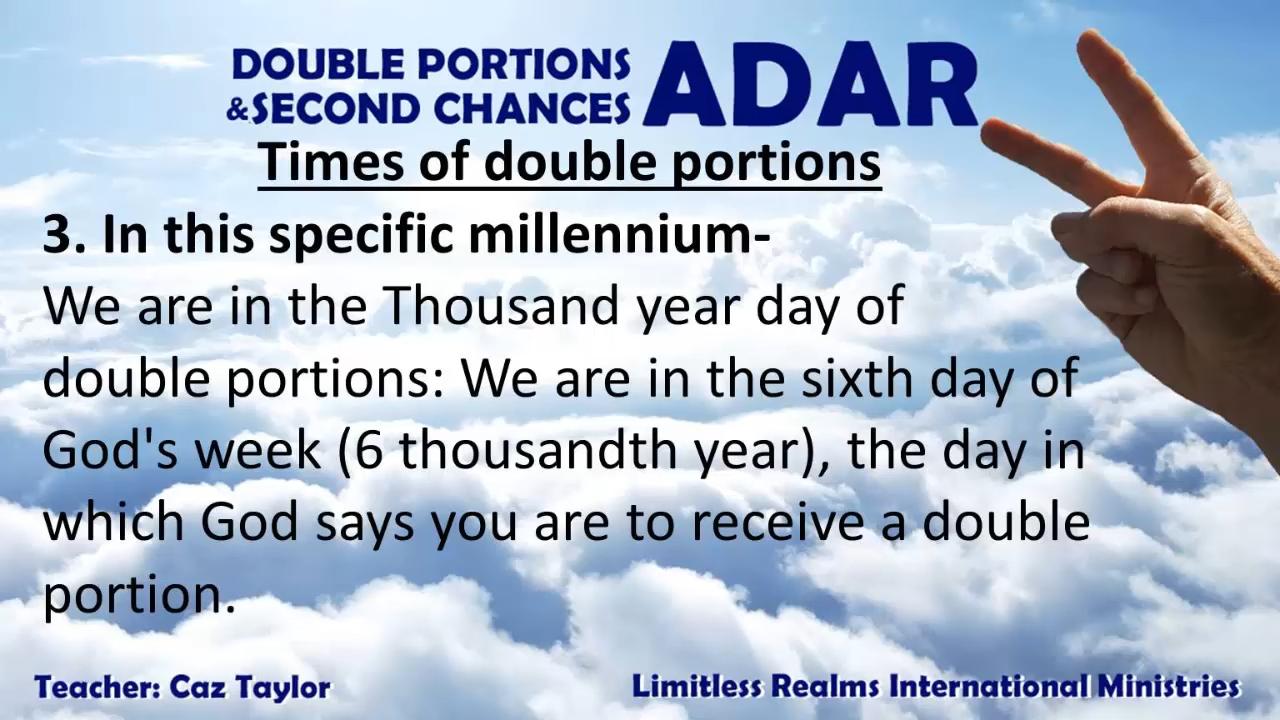 DOUBLE PORTIONS
&SECOND CHANCES
ADAR
Times of double portions
3. In this specific millennium-
We are in the Thousand year day of
double portions: We are in the sixth day of
God's week (6 thousandth year), the day in
which God says you are to receive a double
portion.
Teacher: Caz Taylor
Limitless Realms International Ministries